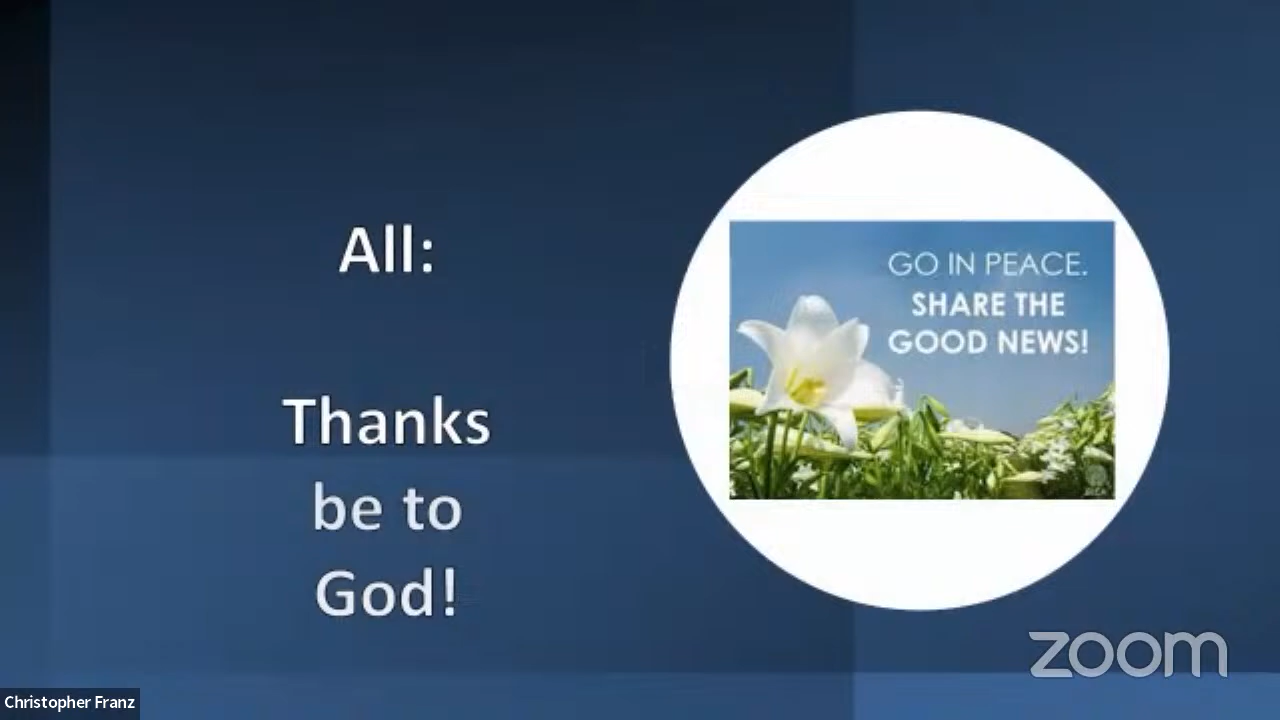 All:
Thanks
be to
God!
GO IN PEACE.
SHARE THE
GOOD NEWS!
zoom
Christopher Franz